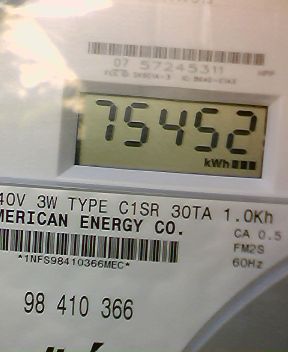 07 57245311
75452
kWh
40V 3W TYPE C1SR 30TA 1.0Kh
MERICAN ENERGY CO.
CA 0.5
FM2S
60Hz
*1NFS98410366MEC*
98 410 366